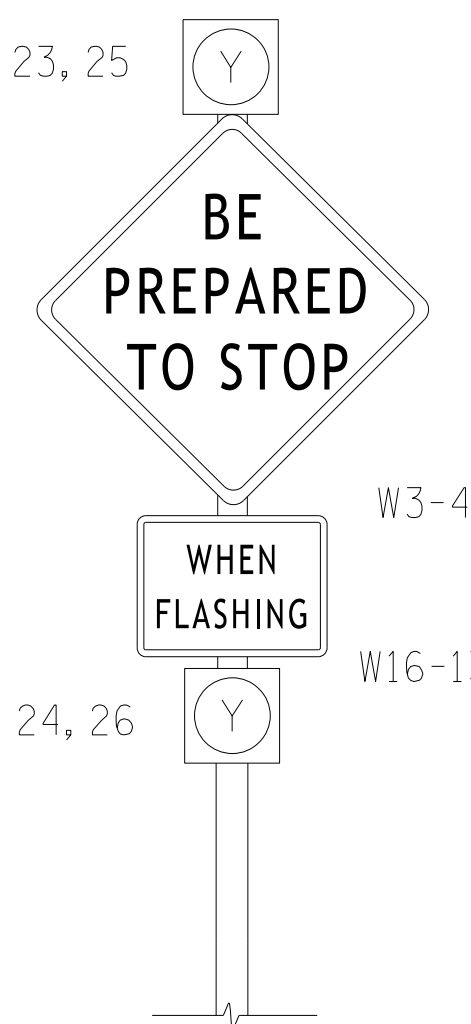 23, 25
Y
BE
PREPARED
TO STOP
W3-4
WHEN
FLASHING
24, 26
Y